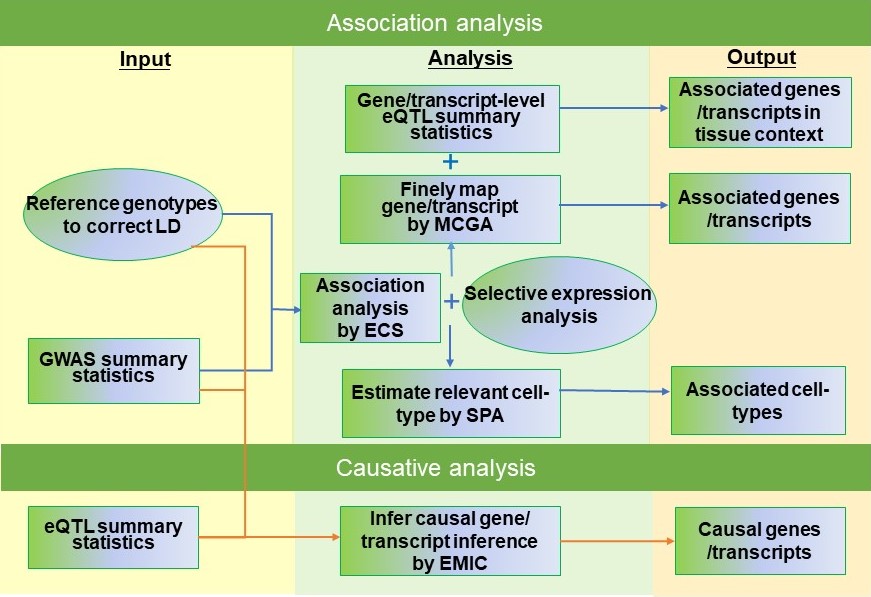 Association analysis
Input
Analysis
Output
Gene/transcript-level
eQTL summary
statistics
Associated genes
/transcripts in
tissue context
+
Reference genotypes
to correct LD
Finely map
gene/transcript
by MCGA
Associated genes
/transcripts
Association
analysis
by ECS
+
Selective expression
analysis
GWAS summary
statistics
Estimate relevant cell-
type by SPA
Associated cell-
types
Causative analysis
eQTL summary
statistics
Infer causal gene/
transcript inference
by EMIC
Causal genes
/transcripts